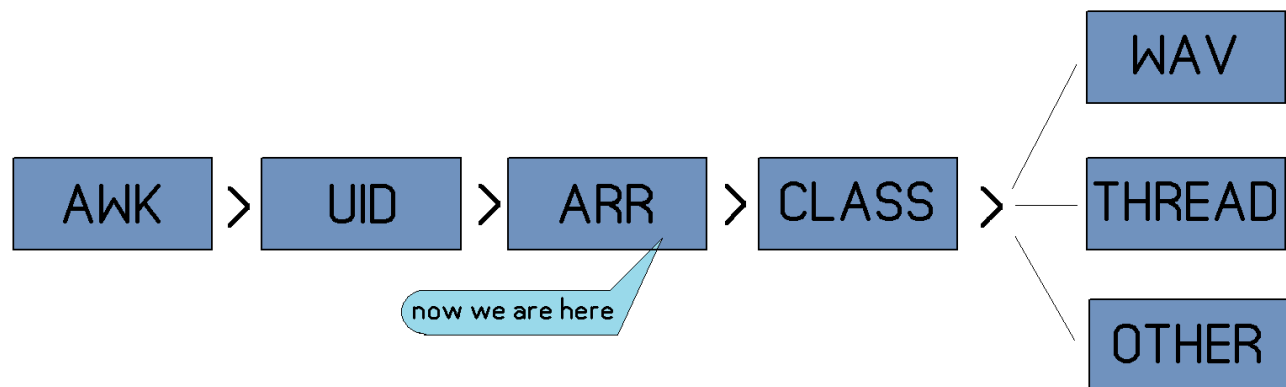 WAV
AWK > UID > ARR > CLASS > THREAD
now we are here
OTHER